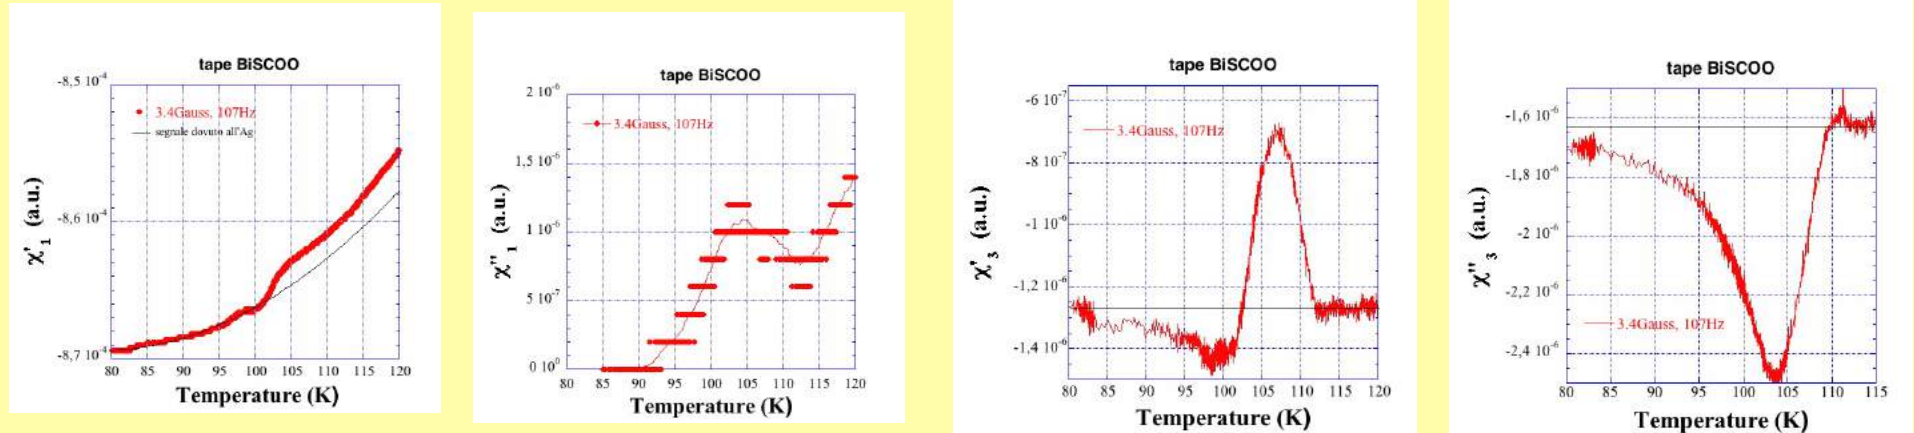 tape BiSCOO
-8,5 10⁻⁴
3.4Gauss, 107Hz
segnale dovuto all'Ag
-8,6 10⁻⁴
-8,7 10⁻⁴
χ'₁ (a.u.)
80 85 90 95 100 105 110 115 120
Temperature (K)
tape BiSCOO
2 10⁻⁶
3.4Gauss, 107Hz
1,5 10⁻⁶
1 10⁻⁶
5 10⁻⁷
0 10⁰
χ"₁ (a.u.)
80 85 90 95 100 105 110 115 120
Temperature (K)
tape BiSCOO
-6 10⁻⁷
3.4Gauss, 107Hz
-8 10⁻⁷
-1 10⁻⁶
-1,2 10⁻⁶
-1,4 10⁻⁶
χ'₃ (a.u.)
80 85 90 95 100 105 110 115 120
Temperature (K)
tape BiSCOO
-1,6 10⁻⁶
-1,8 10⁻⁶
-2 10⁻⁶
-2,2 10⁻⁶
3.4Gauss, 107Hz
-2,4 10⁻⁶
χ"₃ (a.u.)
80 85 90 95 100 105 110 115
Temperature (K)